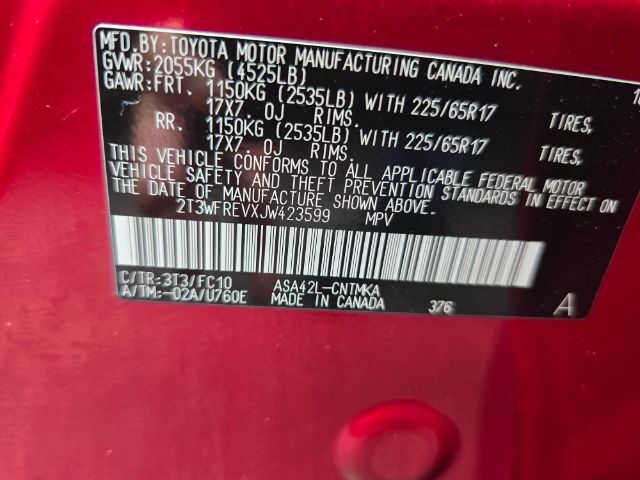 MFD.BY:TOYOTA MOTOR MANUFACTURING CANADA INC.
GVWR:2055KG (4525LB)
GAWR:FRT. 1150KG (2535LB) WITH 225/65R17 TIRES,
17X7.0J RIMS.
RR. 1150KG (2535LB) WITH 225/65R17 TIRES,
17X7.0J RIMS.
THIS VEHICLE CONFORMS TO ALL APPLICABLE FEDERAL MOTOR
VEHICLE SAFETY AND THEFT PREVENTION STANDARDS IN EFFECT ON
THE DATE OF MANUFACTURE SHOWN ABOVE.
2T3WFREVXJW423599 MPV
C/TR:3T3/FC10 ASA42L-CNTMKA
A/TM:-02A/U760E MADE IN CANADA 376 A